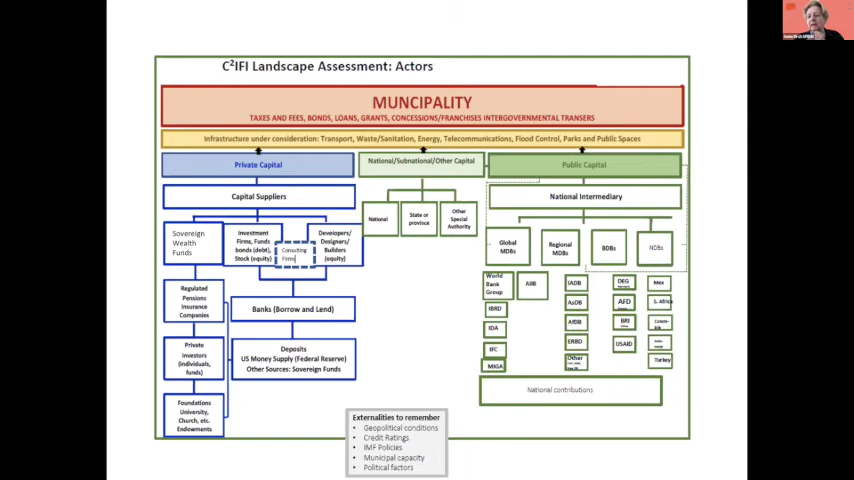 C²IFI Landscape Assessment: Actors
MUNCIPALITY
TAXES AND FEES, BONDS, LOANS, GRANTS, CONCESSIONS/FRANCHISES INTERGOVERNMENTAL TRANSERS
Infrastructure under consideration: Transport, Waste/Sanitation, Energy, Telecommunications, Flood Control, Parks and Public Spaces
Private Capital
National/Subnational/Other Capital
Public Capital
Capital Suppliers
National Intermediary
National
State or
province
Other
Special
Authority
Sovereign
Wealth
Funds
Investment
Firms, Funds
bonds (debt),
Stock (equity)
Consulting
Firms
Developers/
Designers/
Builders
(equity)
Global
MDBs
Regional
MDBs
BDBs
NDBs
Regulated
Pensions
Insurance
Companies
Banks (Borrow and Lend)
World
Bank
Group
AIIB
IADB
DEG
Mex
IBRD
AsDB
AFD
S. Africa
IDA
AfDB
BRI
IFC
ERBD
USAID
MIGA
Other
Turkey
Private
Investors
(individuals,
funds)
Deposits
US Money Supply (Federal Reserve)
Other Sources: Sovereign Funds
National contributions
Foundations
University,
Church, etc.
Endowments
Externalities to remember
• Geopolitical conditions
• Credit Ratings
• IMF Policies
• Municipal capacity
• Political factors